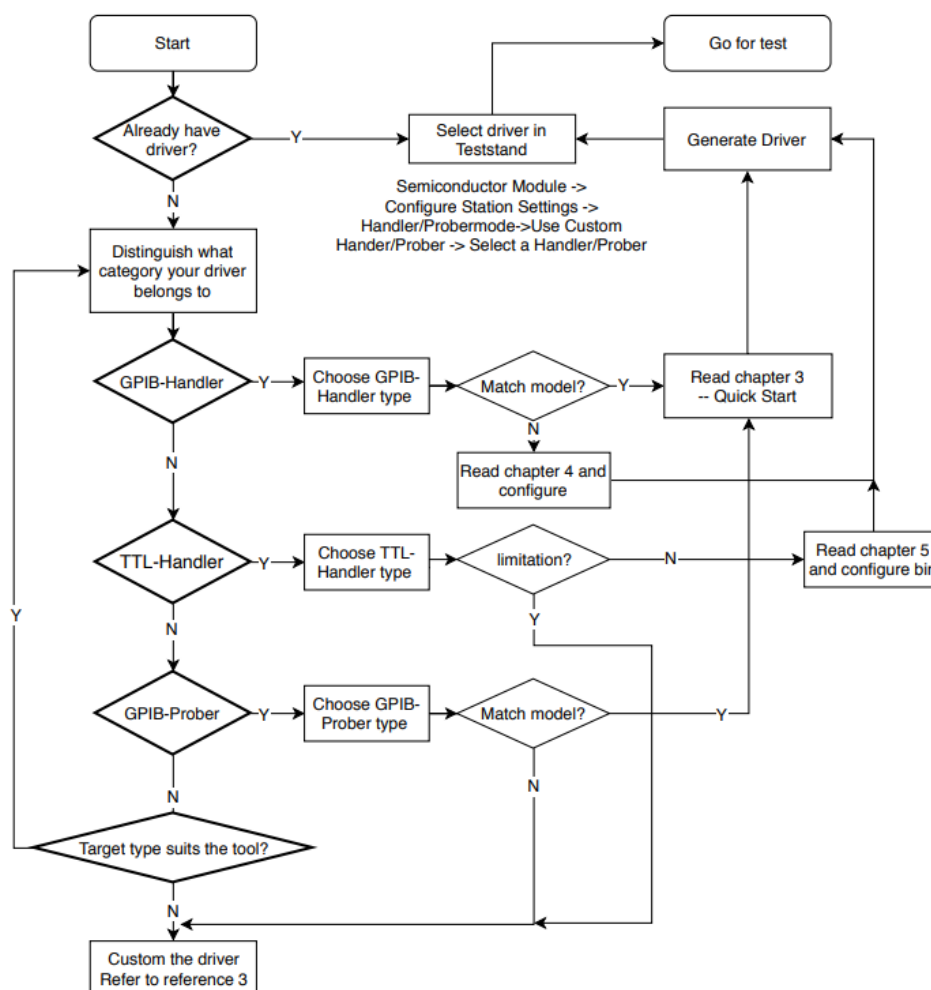 Start
Go for test
Already have
driver?
Y
Select driver in
Teststand
Generate Driver
N
Semiconductor Module ->
Configure Station Settings ->
Handler/Probermode->Use Custom
Hander/Prober -> Select a Handler/Prober
Distinguish what
category your driver
belongs to
GPIB-Handler
Y
Choose GPIB-
Handler type
Match model?
Y
Read chapter 3
-- Quick Start
N
N
Read chapter 4 and
configure
TTL-Handler
Y
Choose TTL-
Handler type
limitation?
N
Read chapter 5
and configure bin
Y
N
Y
GPIB-Prober
Y
Choose GPIB-
Prober type
Match model?
Y
N
N
Target type suits the tool?
N
Custom the driver
Refer to reference 3